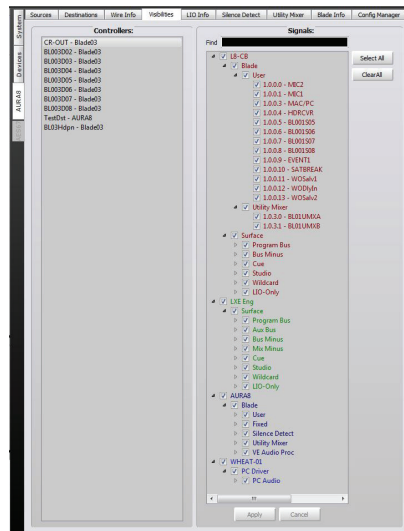 Sources Destinations Wire Info Visibilities LIO Info Silence Detect Utility Mixer Blade Info Config Manager
System
Devices
AURA8
Controllers:
CR-OUT - Blade03
BL003D02 - Blade03
BL003D03 - Blade03
BL003D04 - Blade03
BL003D05 - Blade03
BL003D06 - Blade03
BL003D07 - Blade03
BL003D08 - Blade03
TestDst - AURA8
BL03Hdpn - Blade03
Signals:
Find
Select All
ClearAll
L8-CB
Blade
User
1.0.0.0 - MIC2
1.0.0.1 - MIC1
1.0.0.3 - MAC/PC
1.0.0.4 - HDRCVR
1.0.0.5 - BL001S05
1.0.0.6 - BL001S06
1.0.0.7 - BL001S07
1.0.0.8 - BL001S08
1.0.0.9 - EVENT1
1.0.0.10 - SATBREAK
1.0.0.11 - WOSalv1
1.0.0.12 - WODlyIn
1.0.0.13 - WOSalv2
Utility Mixer
1.0.3.0 - BL01UMXA
1.0.3.1 - BL01UMXB
Surface
Program Bus
Bus Minus
Cue
Studio
Wildcard
LIO-Only
LXE Eng
Surface
Program Bus
Aux Bus
Bus Minus
Mix Minus
Cue
Studio
Wildcard
LIO-Only
AURA8
Blade
User
Fixed
Silence Detect
Utility Mixer
VE Audio Proc
WHEAT-01
PC Driver
PC Audio
Apply Cancel